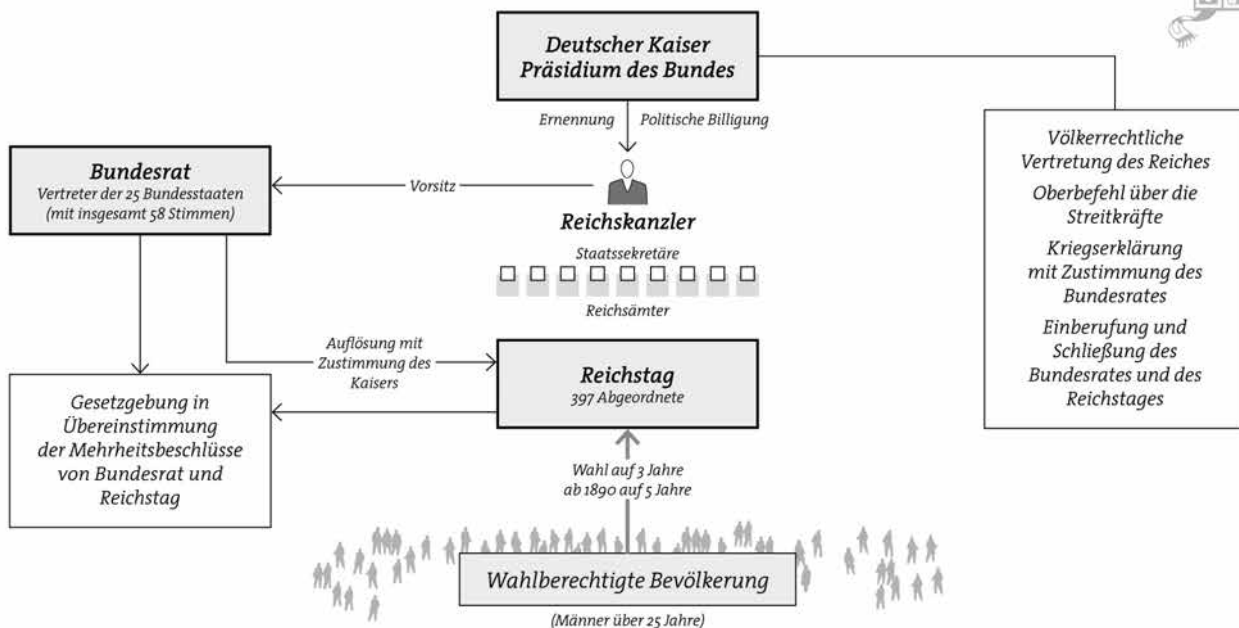 Deutscher Kaiser
Präsidium des Bundes
Ernennung
Politische Billigung
Völkerrechtliche
Vertretung des Reiches
Oberbefehl über die
Streitkräfte
Kriegserklärung
mit Zustimmung des
Bundesrates
Einberufung und
Schließung des
Bundesrates und des
Reichstages
Bundesrat
Vertreter der 25 Bundesstaaten
(mit insgesamt 58 Stimmen)
Vorsitz
Reichskanzler
Staatssekretäre
Reichsämter
Auflösung mit
Zustimmung des
Kaisers
Reichstag
397 Abgeordnete
Gesetzgebung in
Übereinstimmung
der Mehrheitsbeschlüsse
von Bundesrat und
Reichstag
Wahl auf 3 Jahre
ab 1890 auf 5 Jahre
Wahlberechtigte Bevölkerung
(Männer über 25 Jahre)